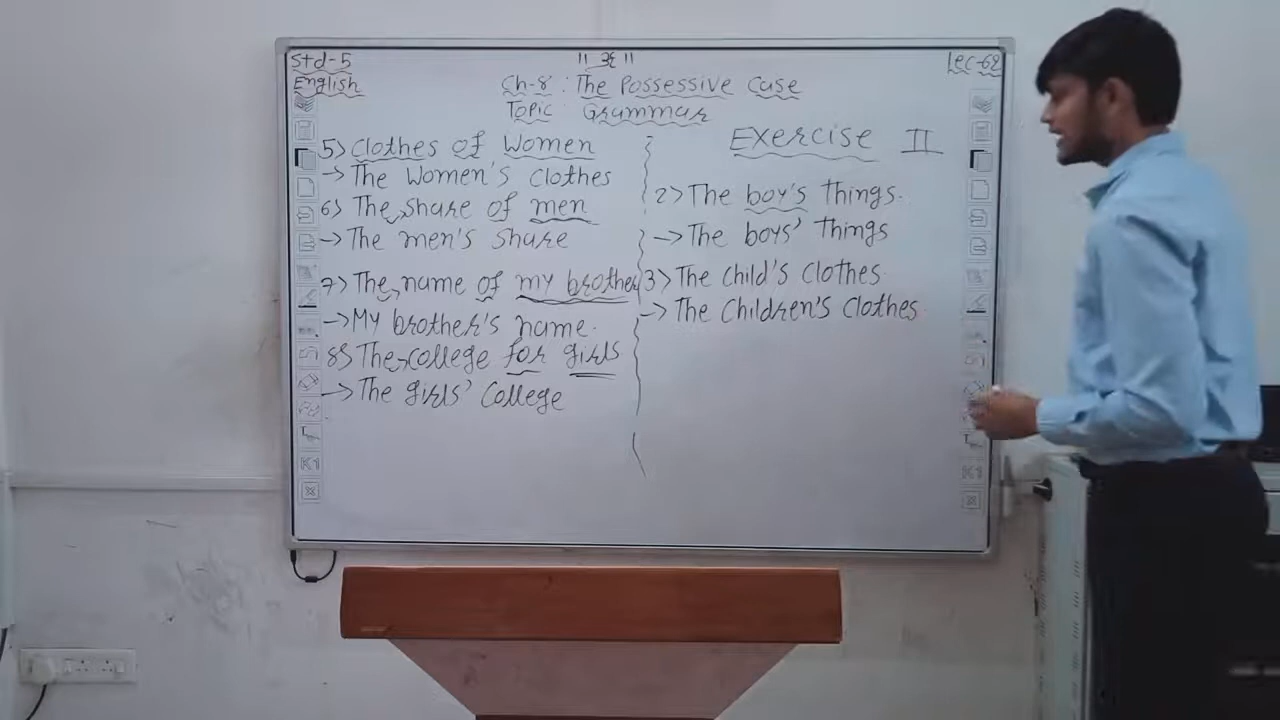 Std-5
English
|| ૐ ||
Ch-8 : The Possessive Case
Topic : Grammar
Lec-62
5) Clothes of Women
→ The Women's clothes
6) The share of men
→ The men's share
7) The name of my brother
→ My brother's name.
8) The college for girls
→ The girls' College
Exercise II
2) The boy's things.
→ The boys' things
3) The child's clothes
→ The Children's Clothes
K1
K1